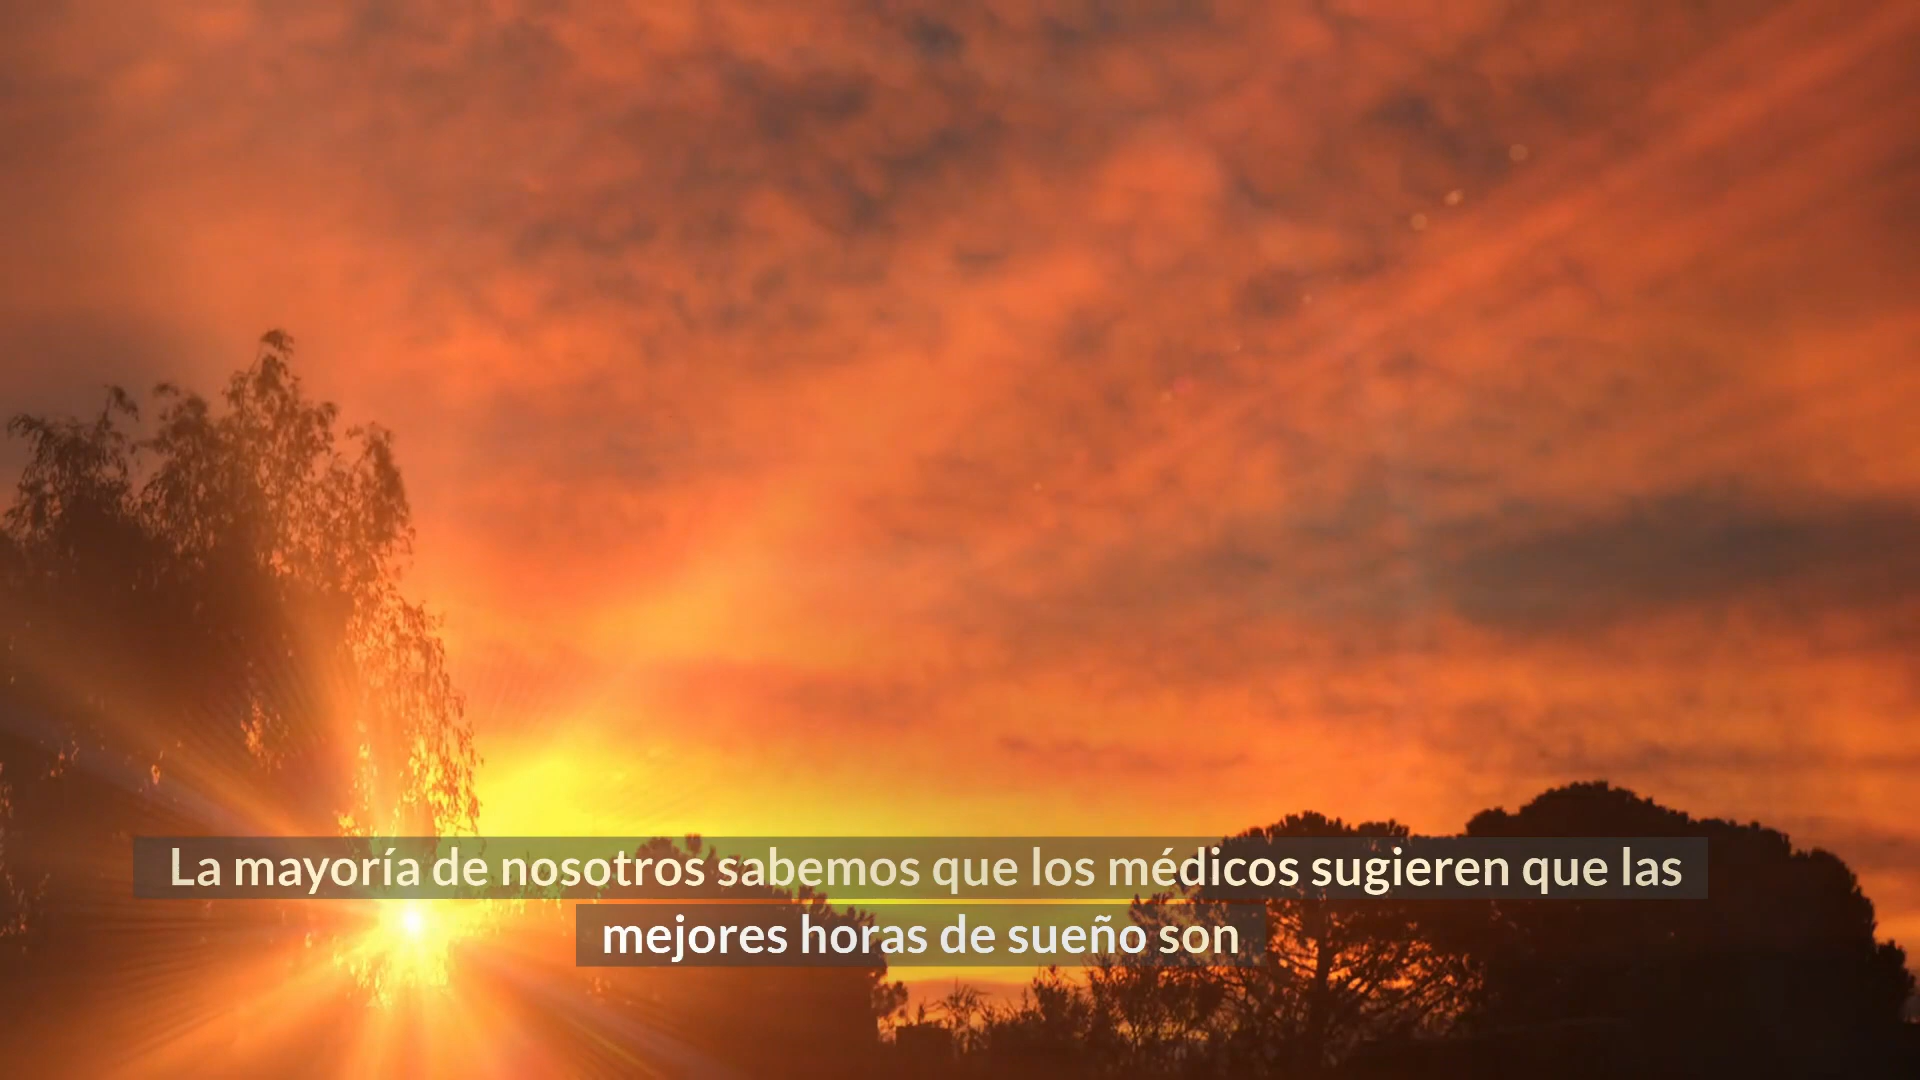 La mayoría de nosotros sabemos que los médicos sugieren que las
mejores horas de sueño son